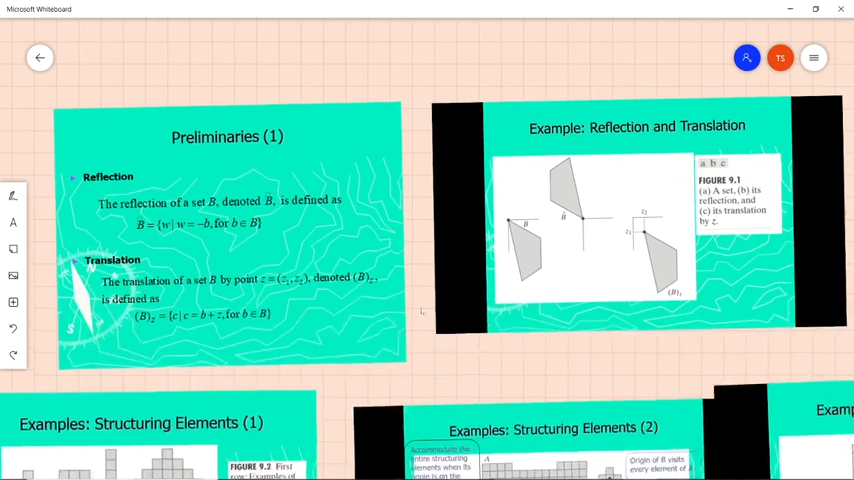 Microsoft Whiteboard
TS
Preliminaries (1)
Reflection
The reflection of a set B, denoted B̂, is defined as
B̂ = {w | w = −b, for b ∈ B}
Translation
The translation of a set B by point z = (z₁, z₂), denoted (B)z,
is defined as
(B)z = {c | c = b + z, for b ∈ B}
N
S
Example: Reflection and Translation
B
B̂
z₂
z₁
(B)z
a b c
FIGURE 9.1
(a) A set, (b) its
reflection, and
(c) its translation
by z.
Examples: Structuring Elements (1)
FIGURE 9.2 First
row: Examples of
Examples: Structuring Elements (2)
Accommodate the
entire structuring
elements when its
origin is on the
A
Origin of B visits
every element of A
Examp